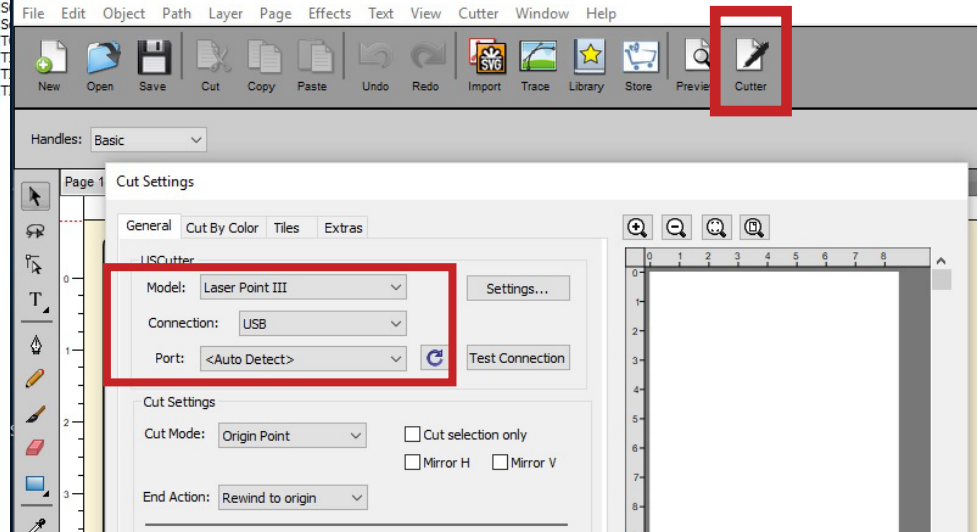 File Edit Object Path Layer Page Effects Text View Cutter Window Help
New Open Save Cut Copy Paste Undo Redo Import Trace Library Store Preview Cutter
SVG
Handles: Basic
Page 1
Cut Settings
General Cut By Color Tiles Extras
USCutter
Model: Laser Point III Settings...
Connection: USB
Port: <Auto Detect> Test Connection
Cut Settings
Cut Mode: Origin Point Cut selection only
Mirror H Mirror V
End Action: Rewind to origin
0 1 2 3 4 5 6 7 8
0
1
2
3
4
5
6
7
8
0
1
2
3
T